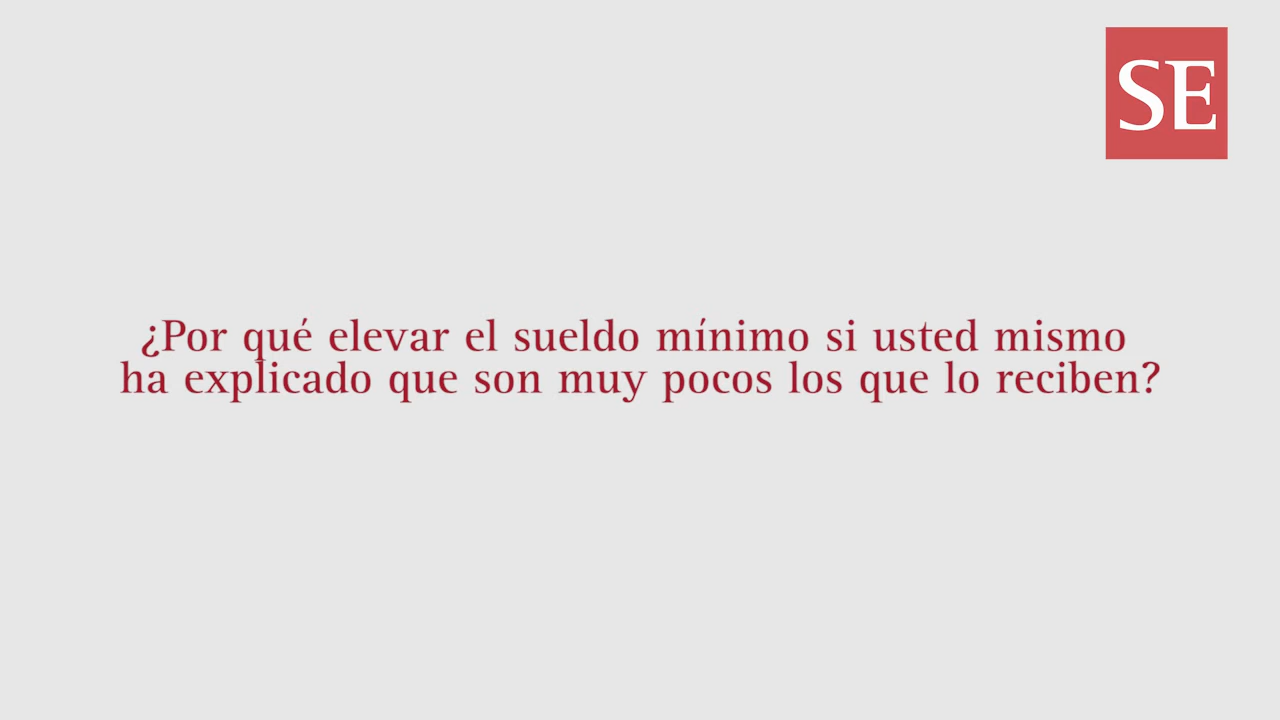 SE
¿Por qué elevar el sueldo mínimo si usted mismo
ha explicado que son muy pocos los que lo reciben?